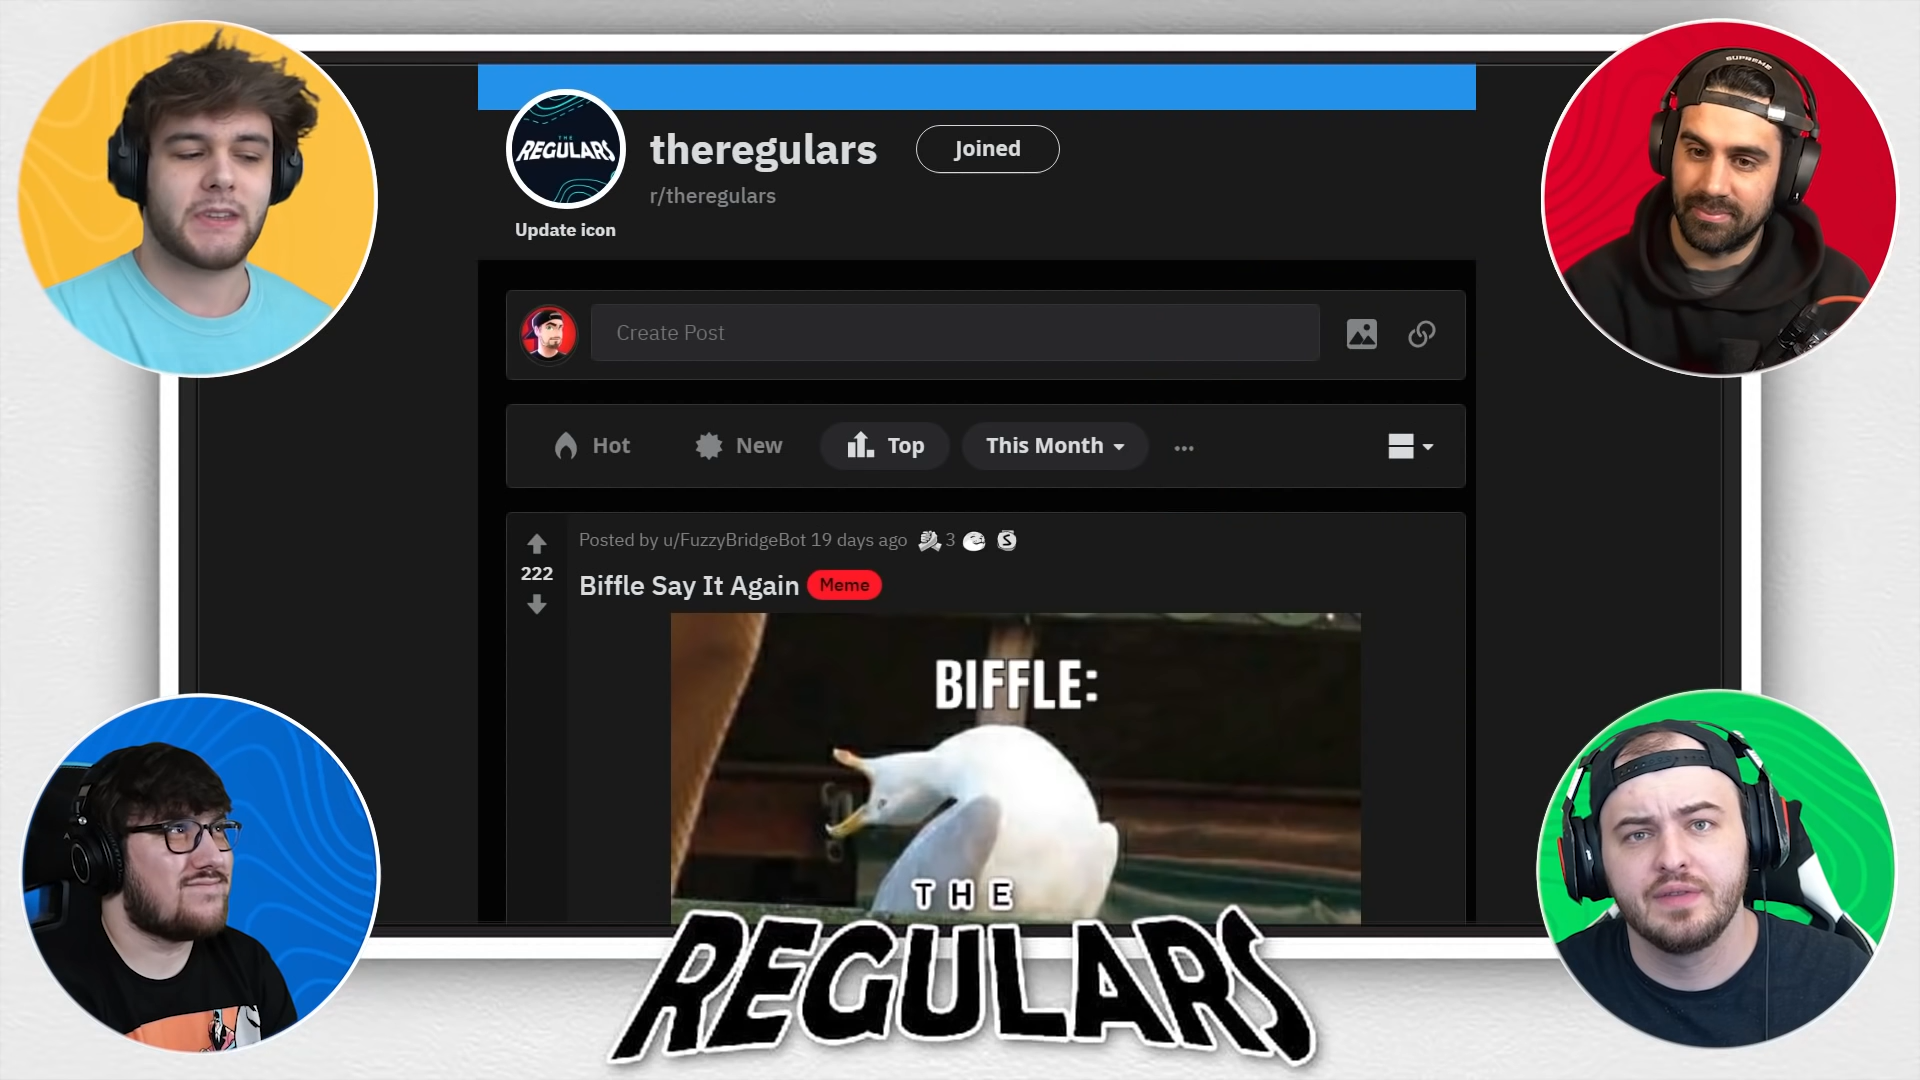 SUPREME
THE
REGULARS
theregulars
Joined
r/theregulars
Update icon
Create Post
Hot
New
Top
This Month
Posted by u/FuzzyBridgeBot 19 days ago
3
S
222
Biffle Say It Again
Meme
BIFFLE:
THE
REGULARS